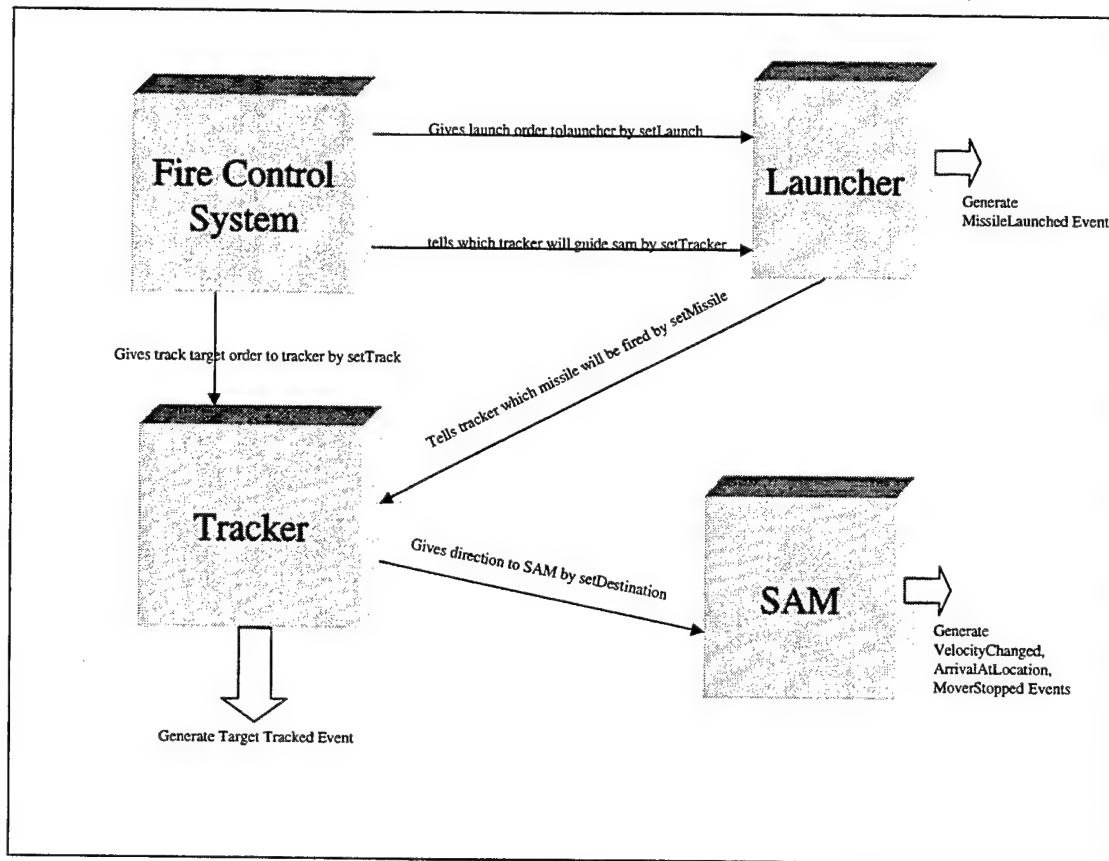 Fire Control
System
Gives launch order tolauncher by setLaunch
Launcher
Generate
MissileLaunched Event
tells which tracker will guide sam by setTracker
Gives track target order to tracker by setTrack
Tells tracker which missile will be fired by setMissile
Tracker
Gives direction to SAM by setDestination
SAM
Generate
VelocityChanged,
ArrivalAtLocation,
MoverStopped Events
Generate Target Tracked Event